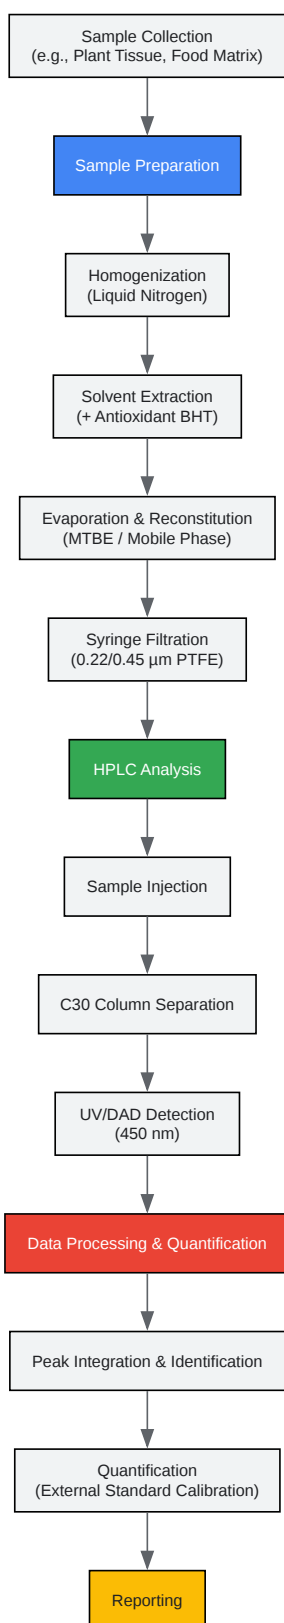 Sample Collection
(e.g., Plant Tissue, Food Matrix)
Sample Preparation
Homogenization
(Liquid Nitrogen)
Solvent Extraction
(+ Antioxidant BHT)
Evaporation & Reconstitution
(MTBE / Mobile Phase)
Syringe Filtration
(0.22/0.45 µm PTFE)
HPLC Analysis
Sample Injection
C30 Column Separation
UV/DAD Detection
(450 nm)
Data Processing & Quantification
Peak Integration & Identification
Quantification
(External Standard Calibration)
Reporting